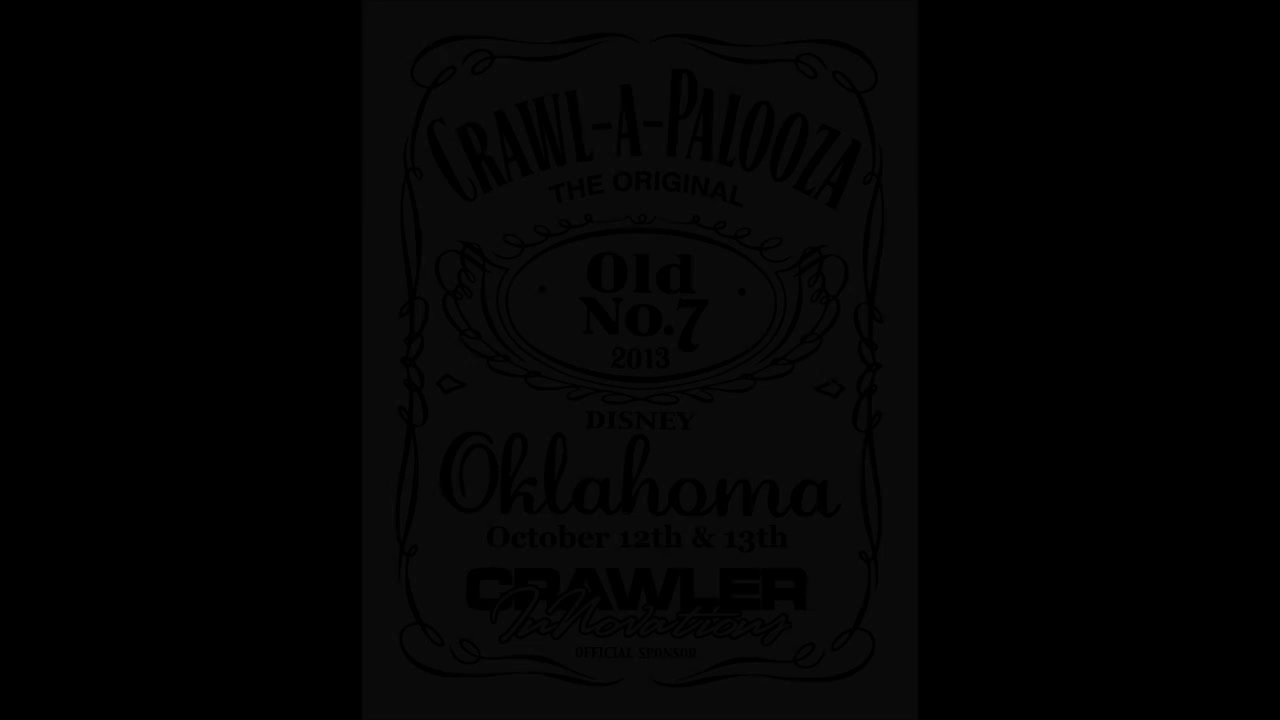 CRAWL-A-PALOOZA
THE ORIGINAL
Old
No.7
2013
DISNEY
Oklahoma
October 12th & 13th
CRAWLER
InNovations
OFFICIAL SPONSOR